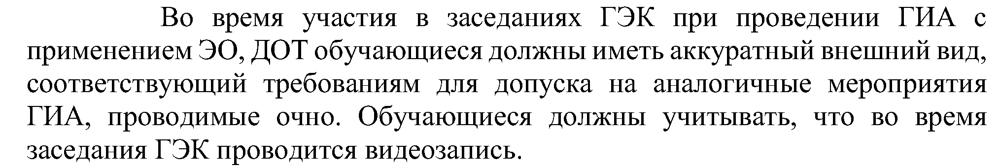 Во время участия в заседаниях ГЭК при проведении ГИА с
применением ЭО, ДОТ обучающиеся должны иметь аккуратный внешний вид,
соответствующий требованиям для допуска на аналогичные мероприятия
ГИА, проводимые очно. Обучающиеся должны учитывать, что во время
заседания ГЭК проводится видеозапись.